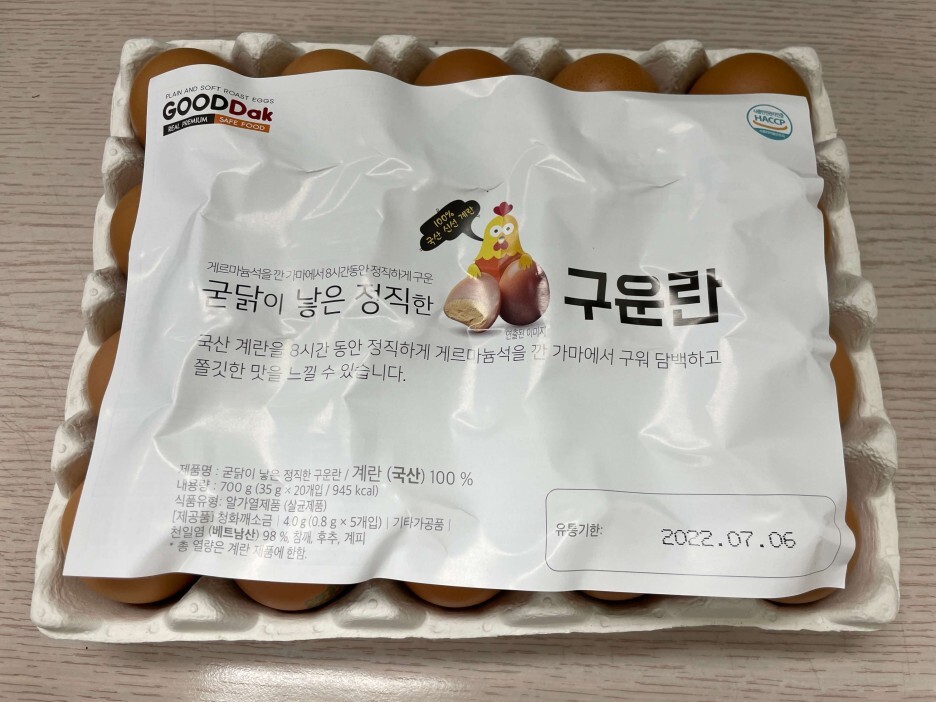 PLAIN AND SOFT ROAST EGGS
GOODDak
REAL PREMIUM SAFE FOOD
HACCP
100%
국산 신선 계란
게르마늄석을 깐 가마에서 8시간동안 정직하게 구운
굳닭이 낳은 정직한
구운란
연출된 이미지
국산 계란을 8시간 동안 정직하게 게르마늄석을 깐 가마에서 구워 담백하고
쫄깃한 맛을 느낄 수 있습니다.
제품명 : 굳닭이 낳은 정직한 구운란 / 계란 (국산) 100 %
내용량 : 700 g (35 g × 20개입 / 945 kcal)
식품유형: 알가열제품 (살균제품)
[제공품] 청화깨소금 | 4.0 g (0.8 g × 5개입) | 기타가공품 |
천일염 (베트남산) 98 %, 참깨, 후추, 계피
* 총 열량은 계란 제품에 한함.
유통기한:
2022.07.06